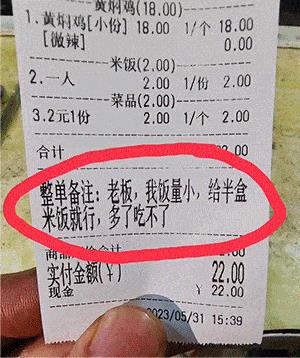 黄焖鸡(18.00)
1.黄焖鸡[小份] 18.00 1/个 18.00
[微辣] 0.00
米饭(2.00)
2.一人 2.00 1/份 2.00
菜品(2.00)
3.2元1份 2.00 1/个 2.00
合计
整单备注：老板，我饭量小，给半盒
米饭就行，多了吃不了
实付金额(￥) 22.00
现金 ￥ 22.00
2023/05/31 15:39